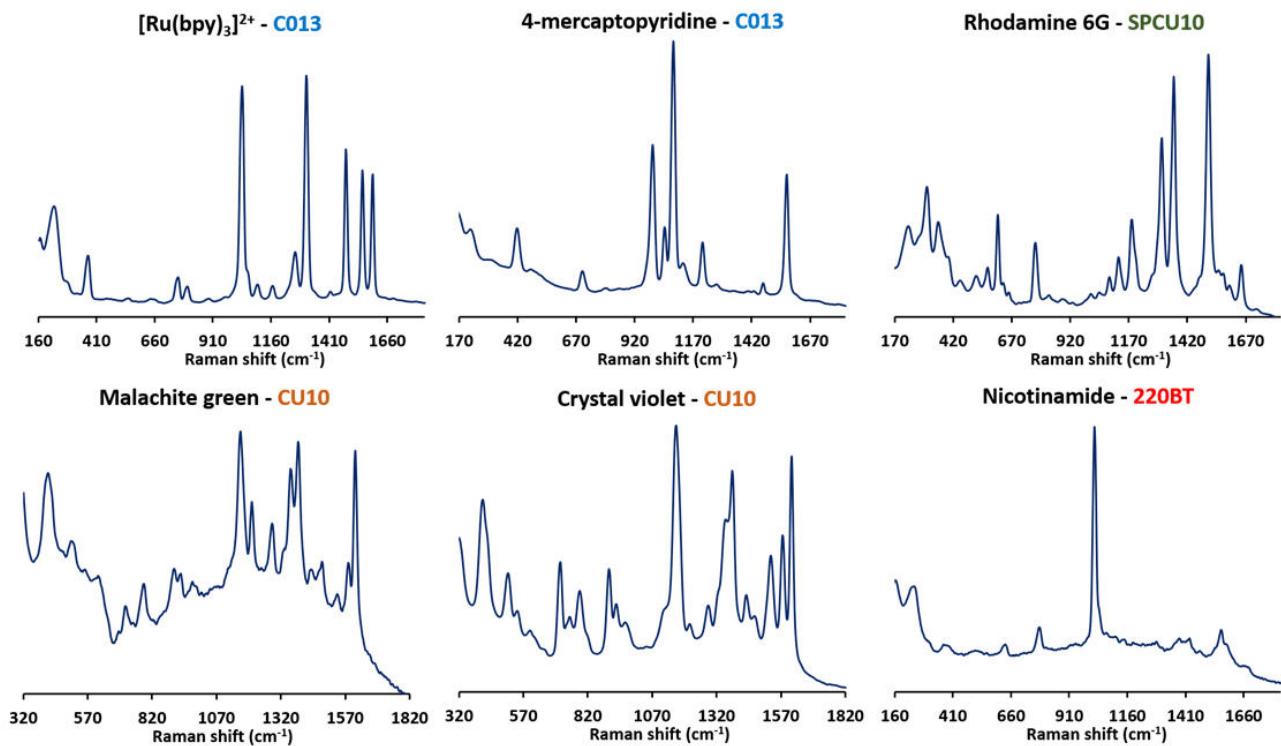 [Ru(bpy)₃]²⁺ - C013
160 410 660 910 1160 1410 1660
Raman shift (cm⁻¹)
4-mercaptopyridine - C013
170 420 670 920 1170 1420 1670
Raman shift (cm⁻¹)
Rhodamine 6G - SPCU10
170 420 670 920 1170 1420 1670
Raman shift (cm⁻¹)
Malachite green - CU10
320 570 820 1070 1320 1570 1820
Raman shift (cm⁻¹)
Crystal violet - CU10
320 570 820 1070 1320 1570 1820
Raman shift (cm⁻¹)
Nicotinamide - 220BT
160 410 660 910 1160 1410 1660
Raman shift (cm⁻¹)